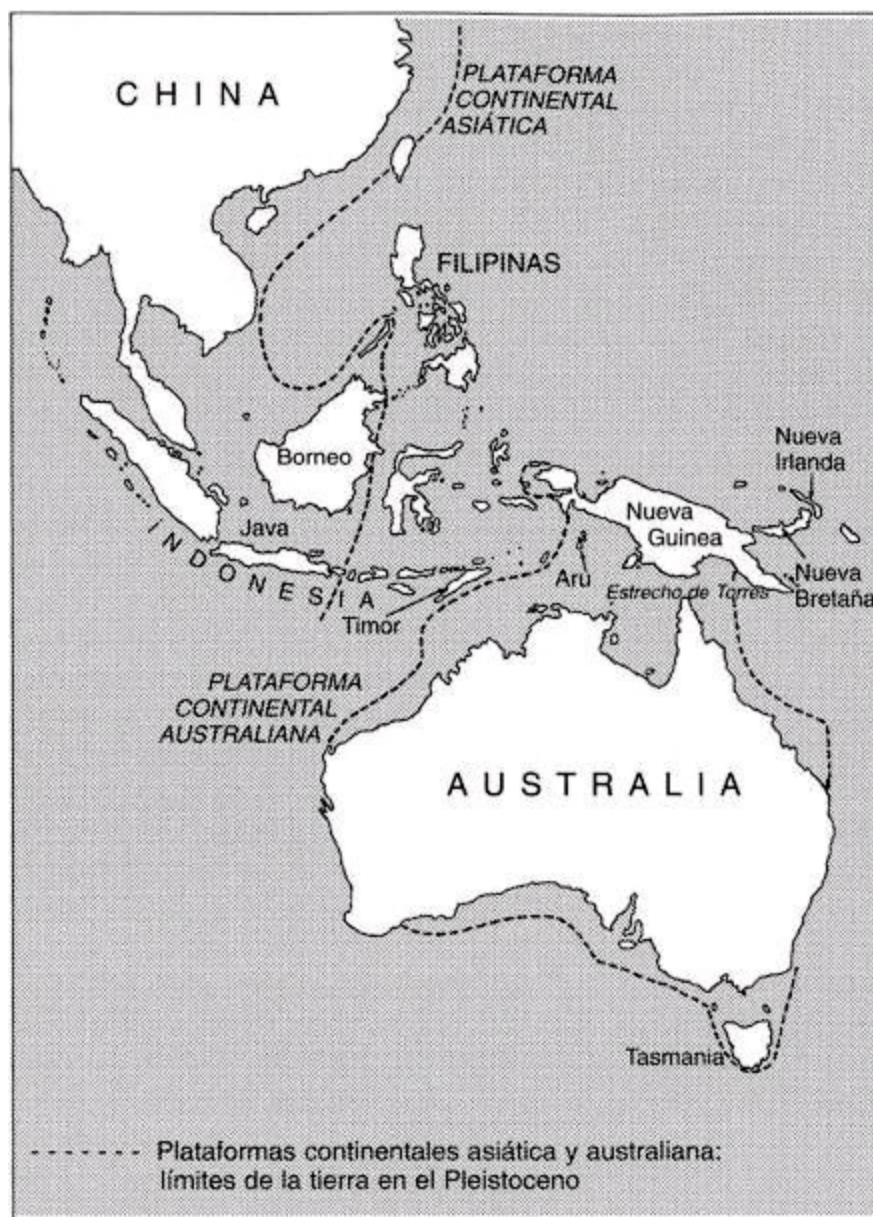 CHINA
PLATAFORMA
CONTINENTAL
ASIÁTICA
FILIPINAS
Borneo
Java
INDONESIA
Timor
Nueva
Irlanda
Nueva
Guinea
Nueva
Bretaña
Aru
Estrecho de Torres
PLATAFORMA
CONTINENTAL
AUSTRALIANA
AUSTRALIA
Tasmania
Plataformas continentales asiática y australiana:
límites de la tierra en el Pleistoceno